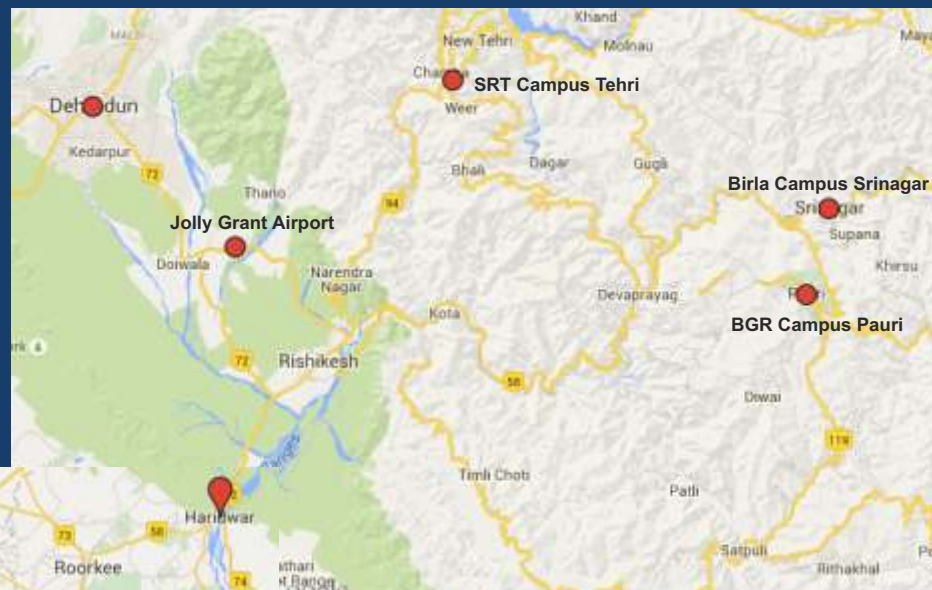 Khand
New Tehri
Molnau
SRT Campus Tehri
Weer
Kedarpur
72
Bhali
Dagar
Gugli
Birla Campus Srinagar
Thano
94
Supana
Jolly Grant Airport
Doiwala
Narendra
Nagar
Khirsu
Devaprayag
Kota
BGR Campus Pauri
72
Rishikesh
58
Diwai
119
Timli Choti
Patli
Haridwar
73
58
Satpuli
Roorkee
74
Rithakhal